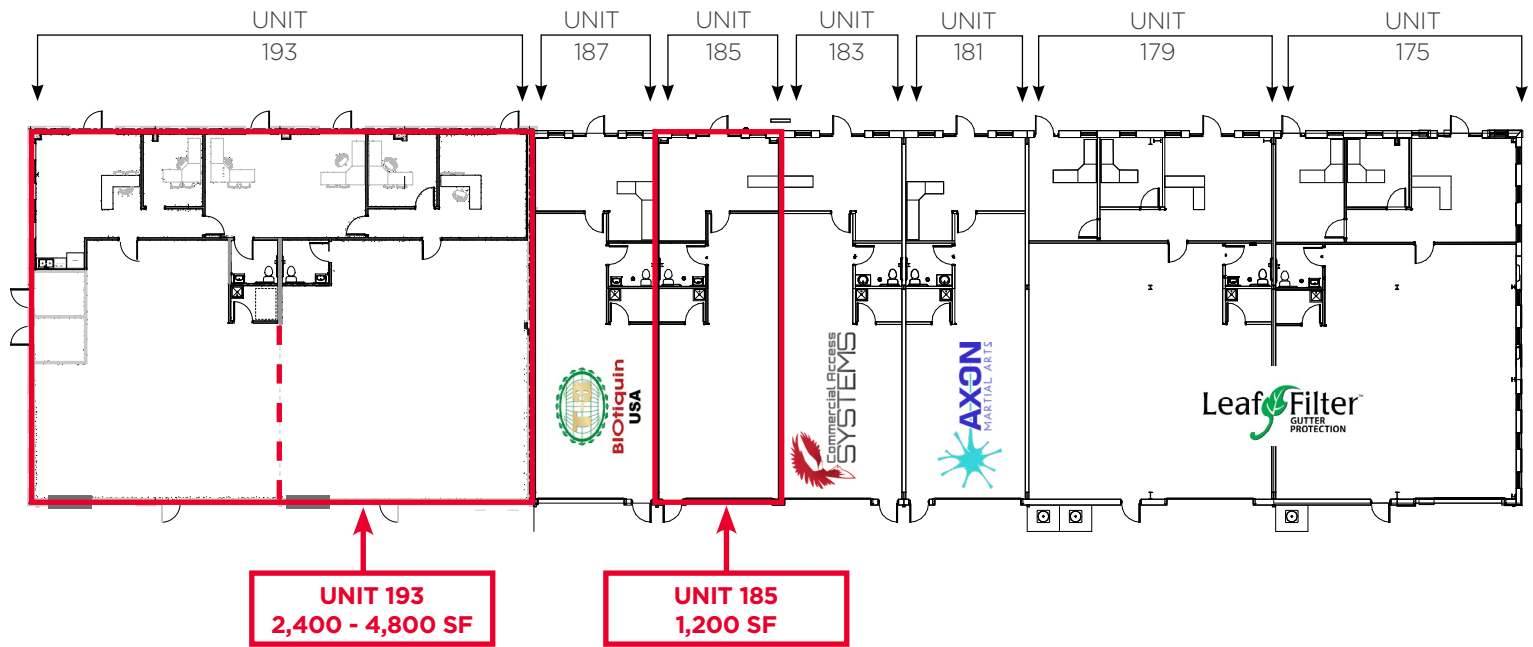 UNIT
193
UNIT
187
UNIT
185
UNIT
183
UNIT
181
UNIT
179
UNIT
175
BIOtiquin
USA
Commercial Access
SYSTEMS
AXON
MARTIAL ARTS
LeafFilter
GUTTER
PROTECTION
UNIT 193
2,400 - 4,800 SF
UNIT 185
1,200 SF